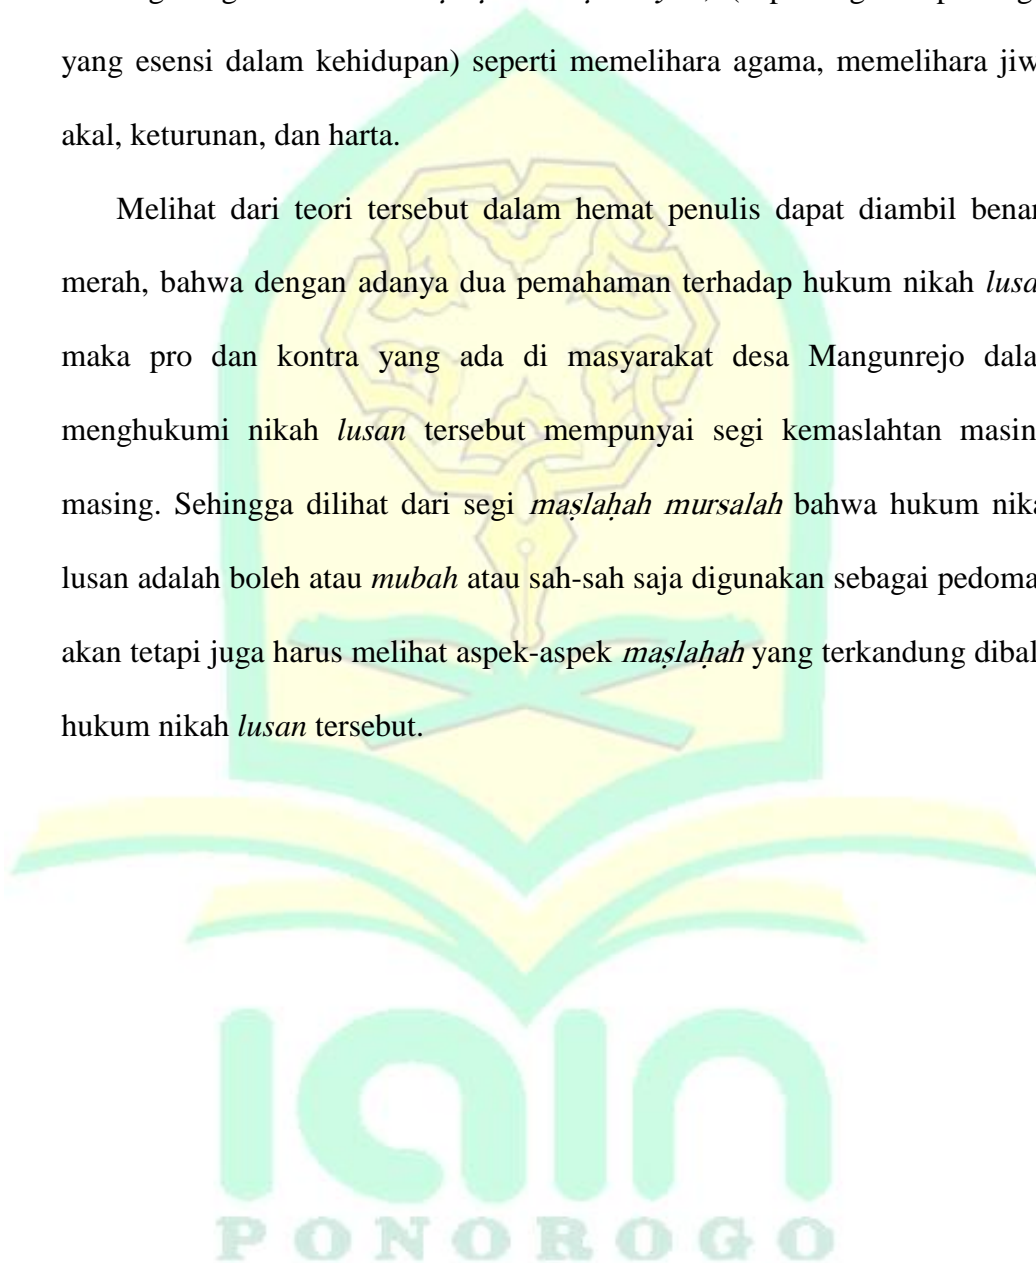 yang esensi dalam kehidupan) seperti memelihara agama, memelihara jiw
akal, keturunan, dan harta.
Melihat dari teori tersebut dalam hemat penulis dapat diambil benan
merah, bahwa dengan adanya dua pemahaman terhadap hukum nikah lusa
maka pro dan kontra yang ada di masyarakat desa Mangunrejo dala
menghukumi nikah lusan tersebut mempunyai segi kemaslahtan masin
masing. Sehingga dilihat dari segi maṣlaḥah mursalah bahwa hukum nika
lusan adalah boleh atau mubah atau sah-sah saja digunakan sebagai pedoma
akan tetapi juga harus melihat aspek-aspek maṣlaḥah yang terkandung dibal
hukum nikah lusan tersebut.
iain
PONOROGO